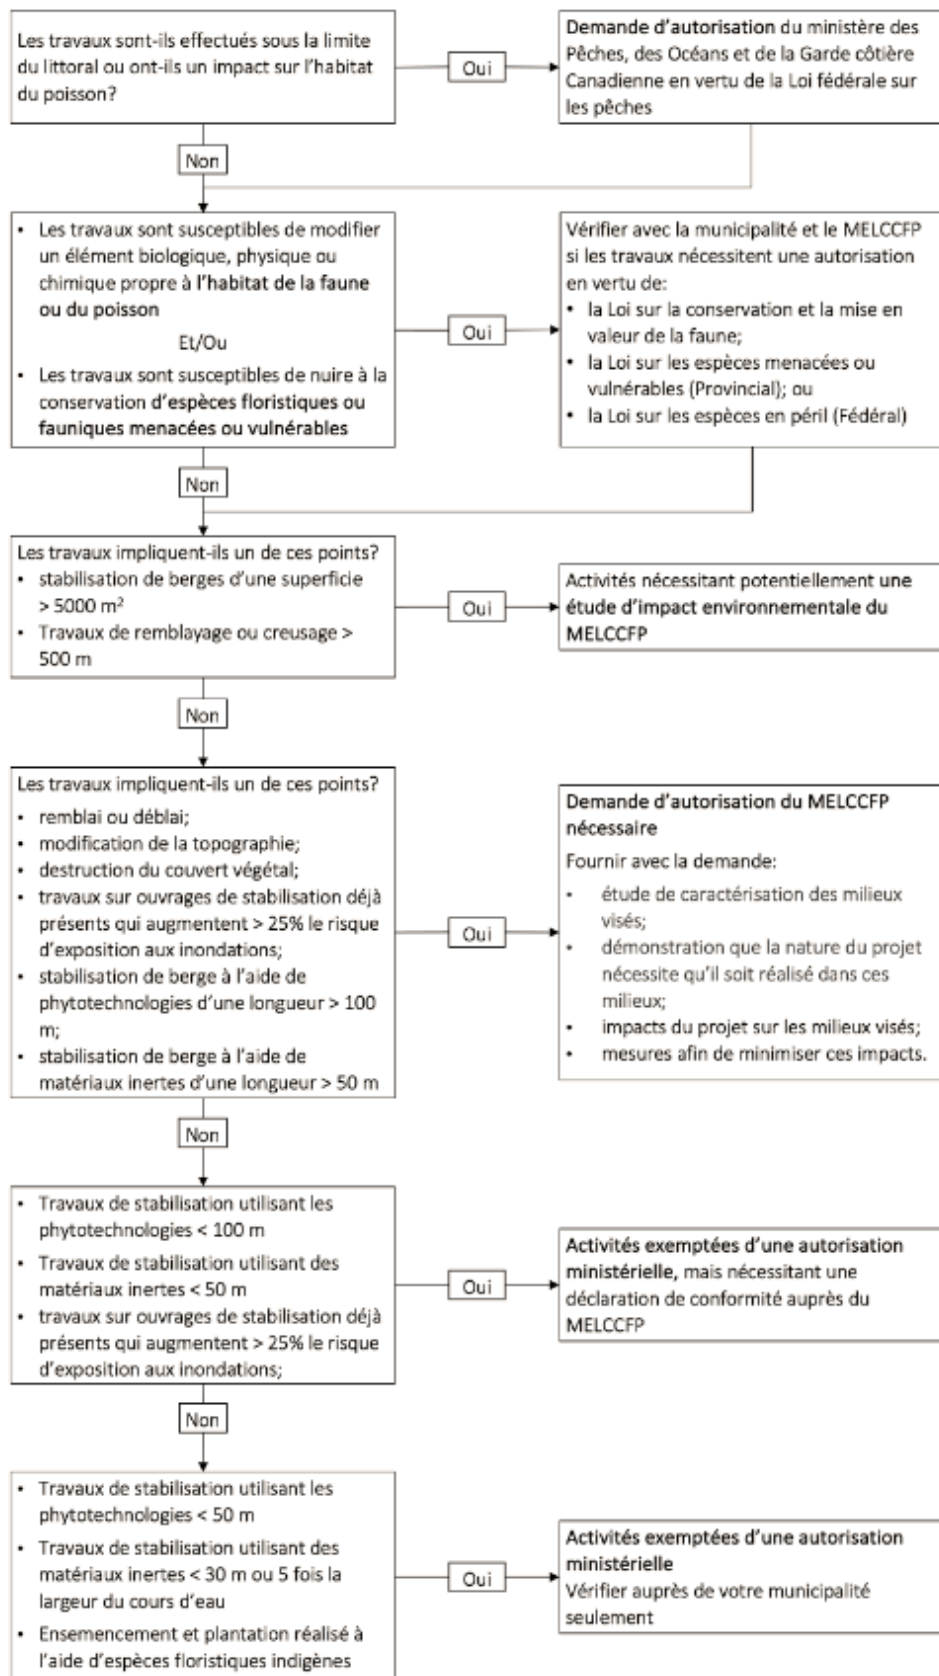 Les travaux sont-ils effectués sous la limite
du littoral ou ont-ils un impact sur l'habitat
du poisson?
Oui
Demande d'autorisation du ministère des
Pêches, des Océans et de la Garde côtière
Canadienne en vertu de la Loi fédérale sur
les pêches
Non
• Les travaux sont susceptibles de modifier
un élément biologique, physique ou
chimique propre à l'habitat de la faune
ou du poisson
Et/Ou
• Les travaux sont susceptibles de nuire à la
conservation d'espèces floristiques ou
fauniques menacées ou vulnérables
Oui
Vérifier avec la municipalité et le MELCCFP
si les travaux nécessitent une autorisation
en vertu de:
• la Loi sur la conservation et la mise en
valeur de la faune;
• la Loi sur les espèces menacées ou
vulnérables (Provincial); ou
• la Loi sur les espèces en péril (Fédéral)
Non
Les travaux impliquent-ils un de ces points?
• stabilisation de berges d'une superficie
> 5000 m²
• Travaux de remblayage ou creusage >
500 m
Oui
Activités nécessitant potentiellement une
étude d'impact environnementale du
MELCCFP
Non
Les travaux impliquent-ils un de ces points?
• remblai ou déblai;
• modification de la topographie;
• destruction du couvert végétal;
• travaux sur ouvrages de stabilisation déjà
présents qui augmentent > 25% le risque
d'exposition aux inondations;
• stabilisation de berge à l'aide de
phytotechnologies d'une longueur > 100
m;
• stabilisation de berge à l'aide de
matériaux inertes d'une longueur > 50 m
Oui
Demande d'autorisation du MELCCFP
nécessaire
Fournir avec la demande:
• étude de caractérisation des milieux
visés;
• démonstration que la nature du projet
nécessite qu'il soit réalisé dans ces
milieux;
• impacts du projet sur les milieux visés;
• mesures afin de minimiser ces impacts.
Non
• Travaux de stabilisation utilisant les
phytotechnologies < 100 m
• Travaux de stabilisation utilisant des
matériaux inertes < 50 m
• travaux sur ouvrages de stabilisation déjà
présents qui augmentent > 25% le risque
d'exposition aux inondations;
Oui
Activités exemptées d'une autorisation
ministérielle, mais nécessitant une
déclaration de conformité auprès du
MELCCFP
Non
• Travaux de stabilisation utilisant les
phytotechnologies < 50 m
• Travaux de stabilisation utilisant des
matériaux inertes < 30 m ou 5 fois la
largeur du cours d'eau
• Ensemencement et plantation réalisé à
l'aide d'espèces floristiques indigènes
Oui
Activités exemptées d'une autorisation
ministérielle
Vérifier auprès de votre municipalité
seulement